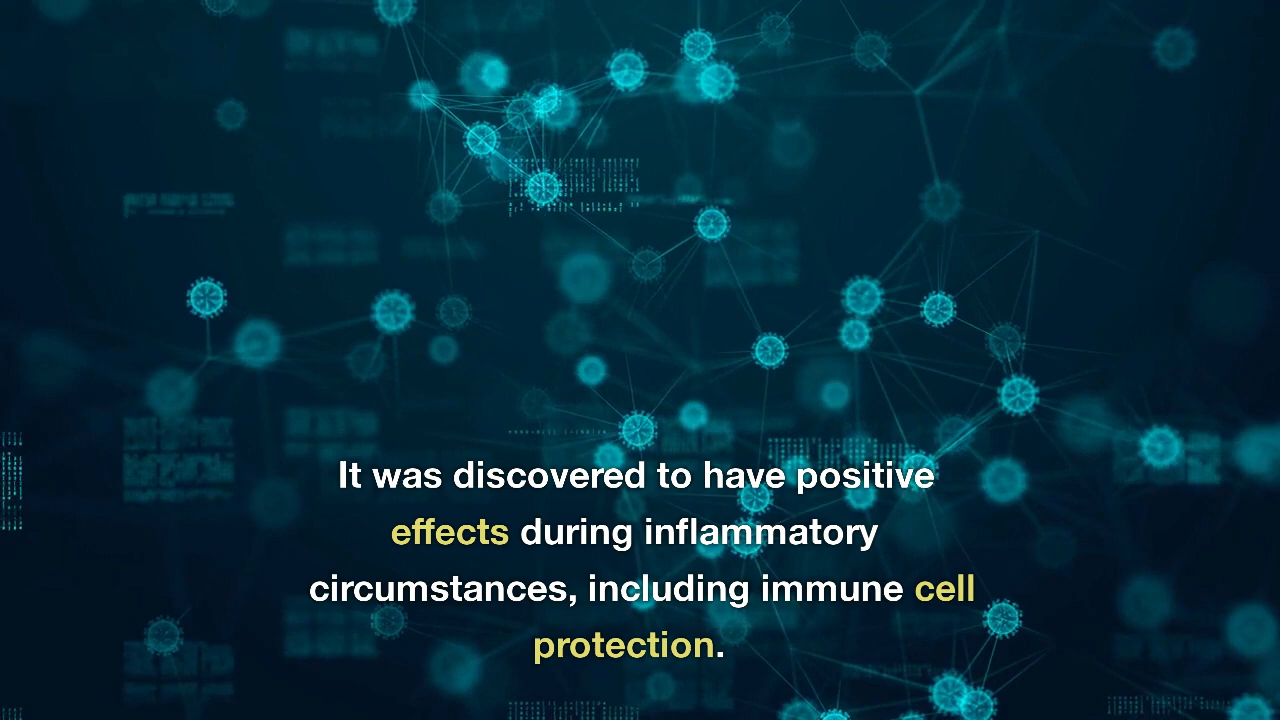 It was discovered to have positive
effects during inflammatory
circumstances, including immune cell
protection.